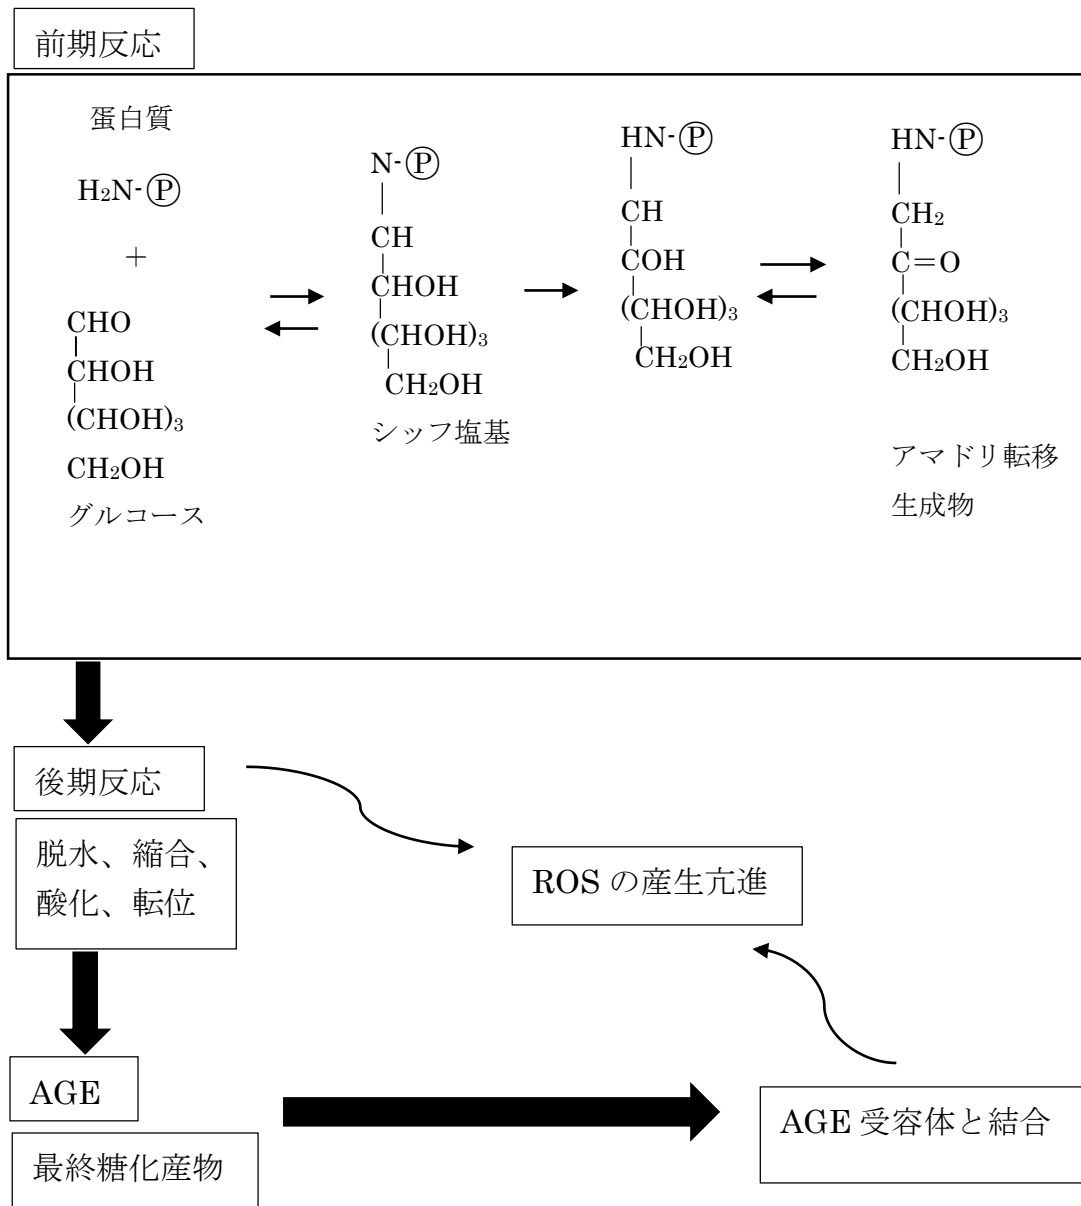 前期反応
蛋白質
H₂N-Ⓟ
+
CHO
CHOH
(CHOH)₃
CH₂OH
グルコース
N-Ⓟ
CH
CHOH
(CHOH)₃
CH₂OH
シッフ塩基
HN-Ⓟ
CH
COH
(CHOH)₃
CH₂OH
HN-Ⓟ
CH₂
C=O
(CHOH)₃
CH₂OH
アマドリ転移
生成物
後期反応
脱水、縮合、
酸化、転位
ROS の産生亢進
AGE
最終糖化産物
AGE 受容体と結合